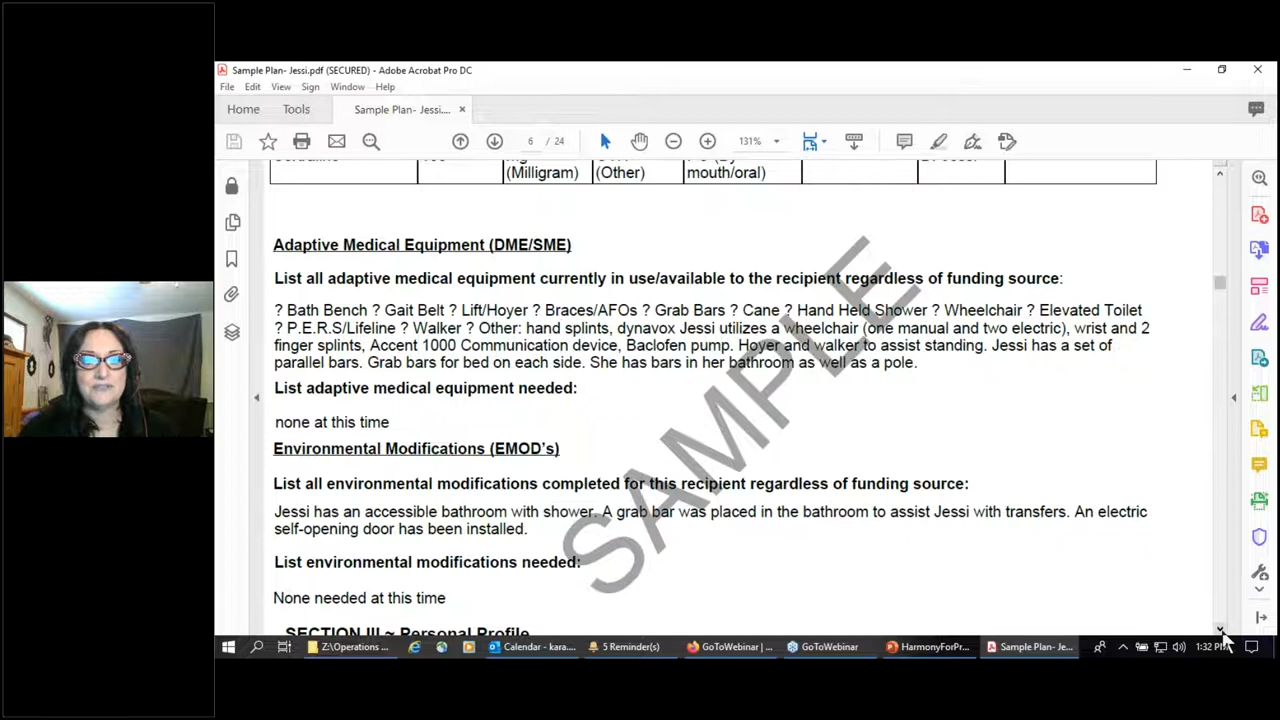 Sample Plan- Jessi.pdf (SECURED) - Adobe Acrobat Pro DC
File Edit View Sign Window Help
Home Tools Sample Plan- Jessi.... ×
6 / 24 131%
(Milligram) (Other) mouth/oral)
Adaptive Medical Equipment (DME/SME)
List all adaptive medical equipment currently in use/available to the recipient regardless of funding source:
? Bath Bench ? Gait Belt ? Lift/Hoyer ? Braces/AFOs ? Grab Bars ? Cane ? Hand Held Shower ? Wheelchair ? Elevated Toilet
? P.E.R.S/Lifeline ? Walker ? Other: hand splints, dynavox Jessi utilizes a wheelchair (one manual and two electric), wrist and 2
finger splints, Accent 1000 Communication device, Baclofen pump. Hoyer and walker to assist standing. Jessi has a set of
parallel bars. Grab bars for bed on each side. She has bars in her bathroom as well as a pole.
List adaptive medical equipment needed:
none at this time
Environmental Modifications (EMOD's)
List all environmental modifications completed for this recipient regardless of funding source:
Jessi has an accessible bathroom with shower. A grab bar was placed in the bathroom to assist Jessi with transfers. An electric
self-opening door has been installed.
List environmental modifications needed:
None needed at this time
SECTION III ~ Personal Profile
SAMPLE
Z:\Operations ... Calendar - kara.... 5 Reminder(s) GoToWebinar | ... GoToWebinar HarmonyForPr... Sample Plan- Je... 1:32 PM